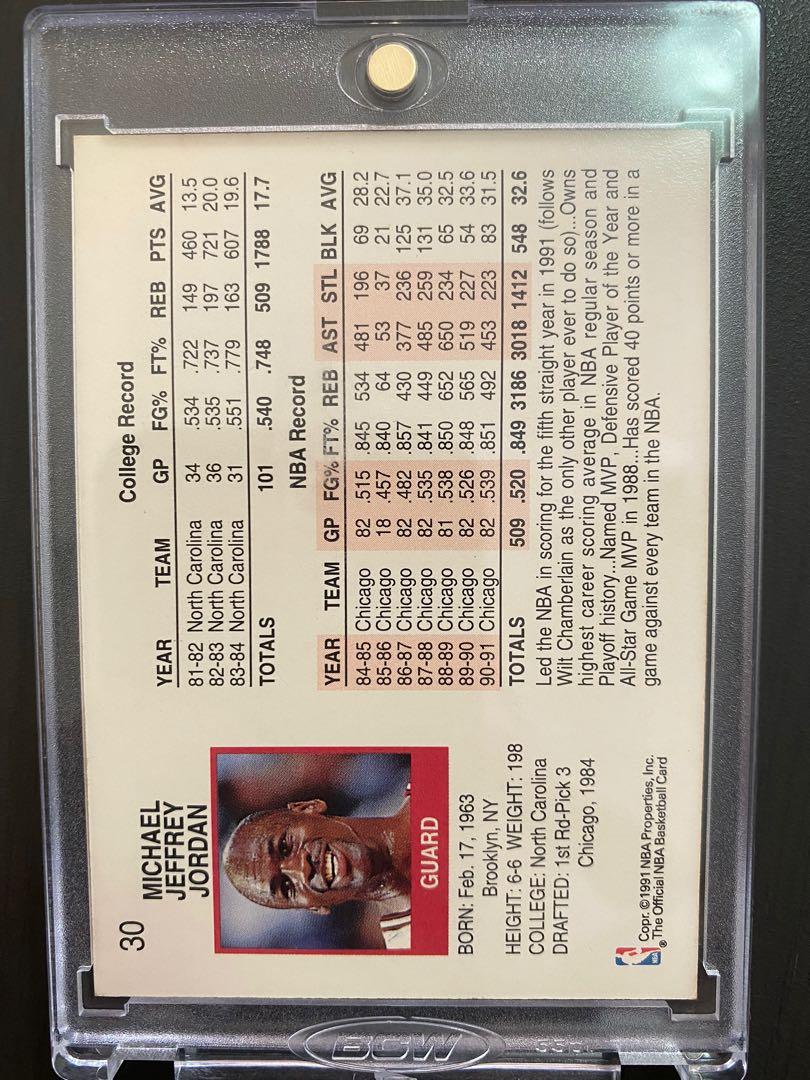 30
MICHAEL
JEFFREY
JORDAN
GUARD
BORN: Feb. 17, 1963
Brooklyn, NY
HEIGHT: 6-6 WEIGHT: 198
COLLEGE: North Carolina
DRAFTED: 1st Rd-Pick 3
Chicago, 1984
NBA
®
Copr. ©1991 NBA Properties, Inc.
The Official NBA Basketball Card
College Record
YEAR TEAM GP FG% FT% REB PTS AVG
81-82 North Carolina 34 .534 .722 149 460 13.5
82-83 North Carolina 36 .535 .737 197 721 20.0
83-84 North Carolina 31 .551 .779 163 607 19.6
TOTALS 101 .540 .748 509 1788 17.7
NBA Record
YEAR TEAM GP FG% FT% REB AST STL BLK AVG
84-85 Chicago 82 .515 .845 534 481 196 69 28.2
85-86 Chicago 18 .457 .840 64 53 37 21 22.7
86-87 Chicago 82 .482 .857 430 377 236 125 37.1
87-88 Chicago 82 .535 .841 449 485 259 131 35.0
88-89 Chicago 81 .538 .850 652 650 234 65 32.5
89-90 Chicago 82 .526 .848 565 519 227 54 33.6
90-91 Chicago 82 .539 .851 492 453 223 83 31.5
TOTALS 509 .520 .849 3186 3018 1412 548 32.6
Led the NBA in scoring for the fifth straight year in 1991 (follows
Wilt Chamberlain as the only other player ever to do so)...Owns
highest career scoring average in NBA regular season and
Playoff history...Named MVP, Defensive Player of the Year and
All-Star Game MVP in 1988...Has scored 40 points or more in a
game against every team in the NBA.
BCW